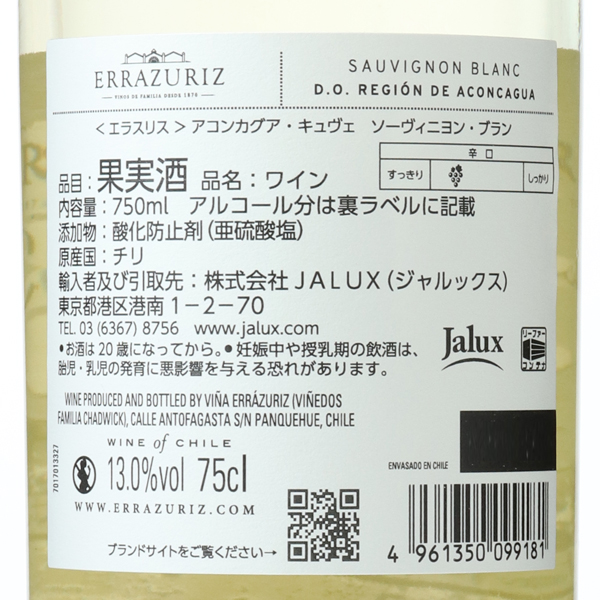 ERRAZURIZ
VINOS DE FAMILIA DESDE 1870
SAUVIGNON BLANC
D.O. REGIÓN DE ACONCAGUA
＜エラスリス＞アコンカグア・キュヴェ　ソーヴィニヨン・ブラン
辛口
すっきり
しっかり
品目：果実酒　品名：ワイン
内容量：750ml　アルコール分は裏ラベルに記載
添加物：酸化防止剤（亜硫酸塩）
原産国：チリ
輸入者及び引取先：株式会社JALUX（ジャルックス）
東京都港区港南1－2－70
TEL. 03 (6367) 8756　www.jalux.com
●お酒は20歳になってから。●妊娠中や授乳期の飲酒は、
胎児・乳児の発育に悪影響を与える恐れがあります。
Jalux
リーファー
コンテナ
WINE PRODUCED AND BOTTLED BY VIÑA ERRÁZURIZ (VIÑEDOS
FAMILIA CHADWICK), CALLE ANTOFAGASTA S/N PANQUEHUE, CHILE
WINE of CHILE
13.0%vol 75cl
WWW.ERRAZURIZ.COM
7017013327
ENVASADO EN CHILE
ブランドサイトをご覧ください→
4 961350 099181